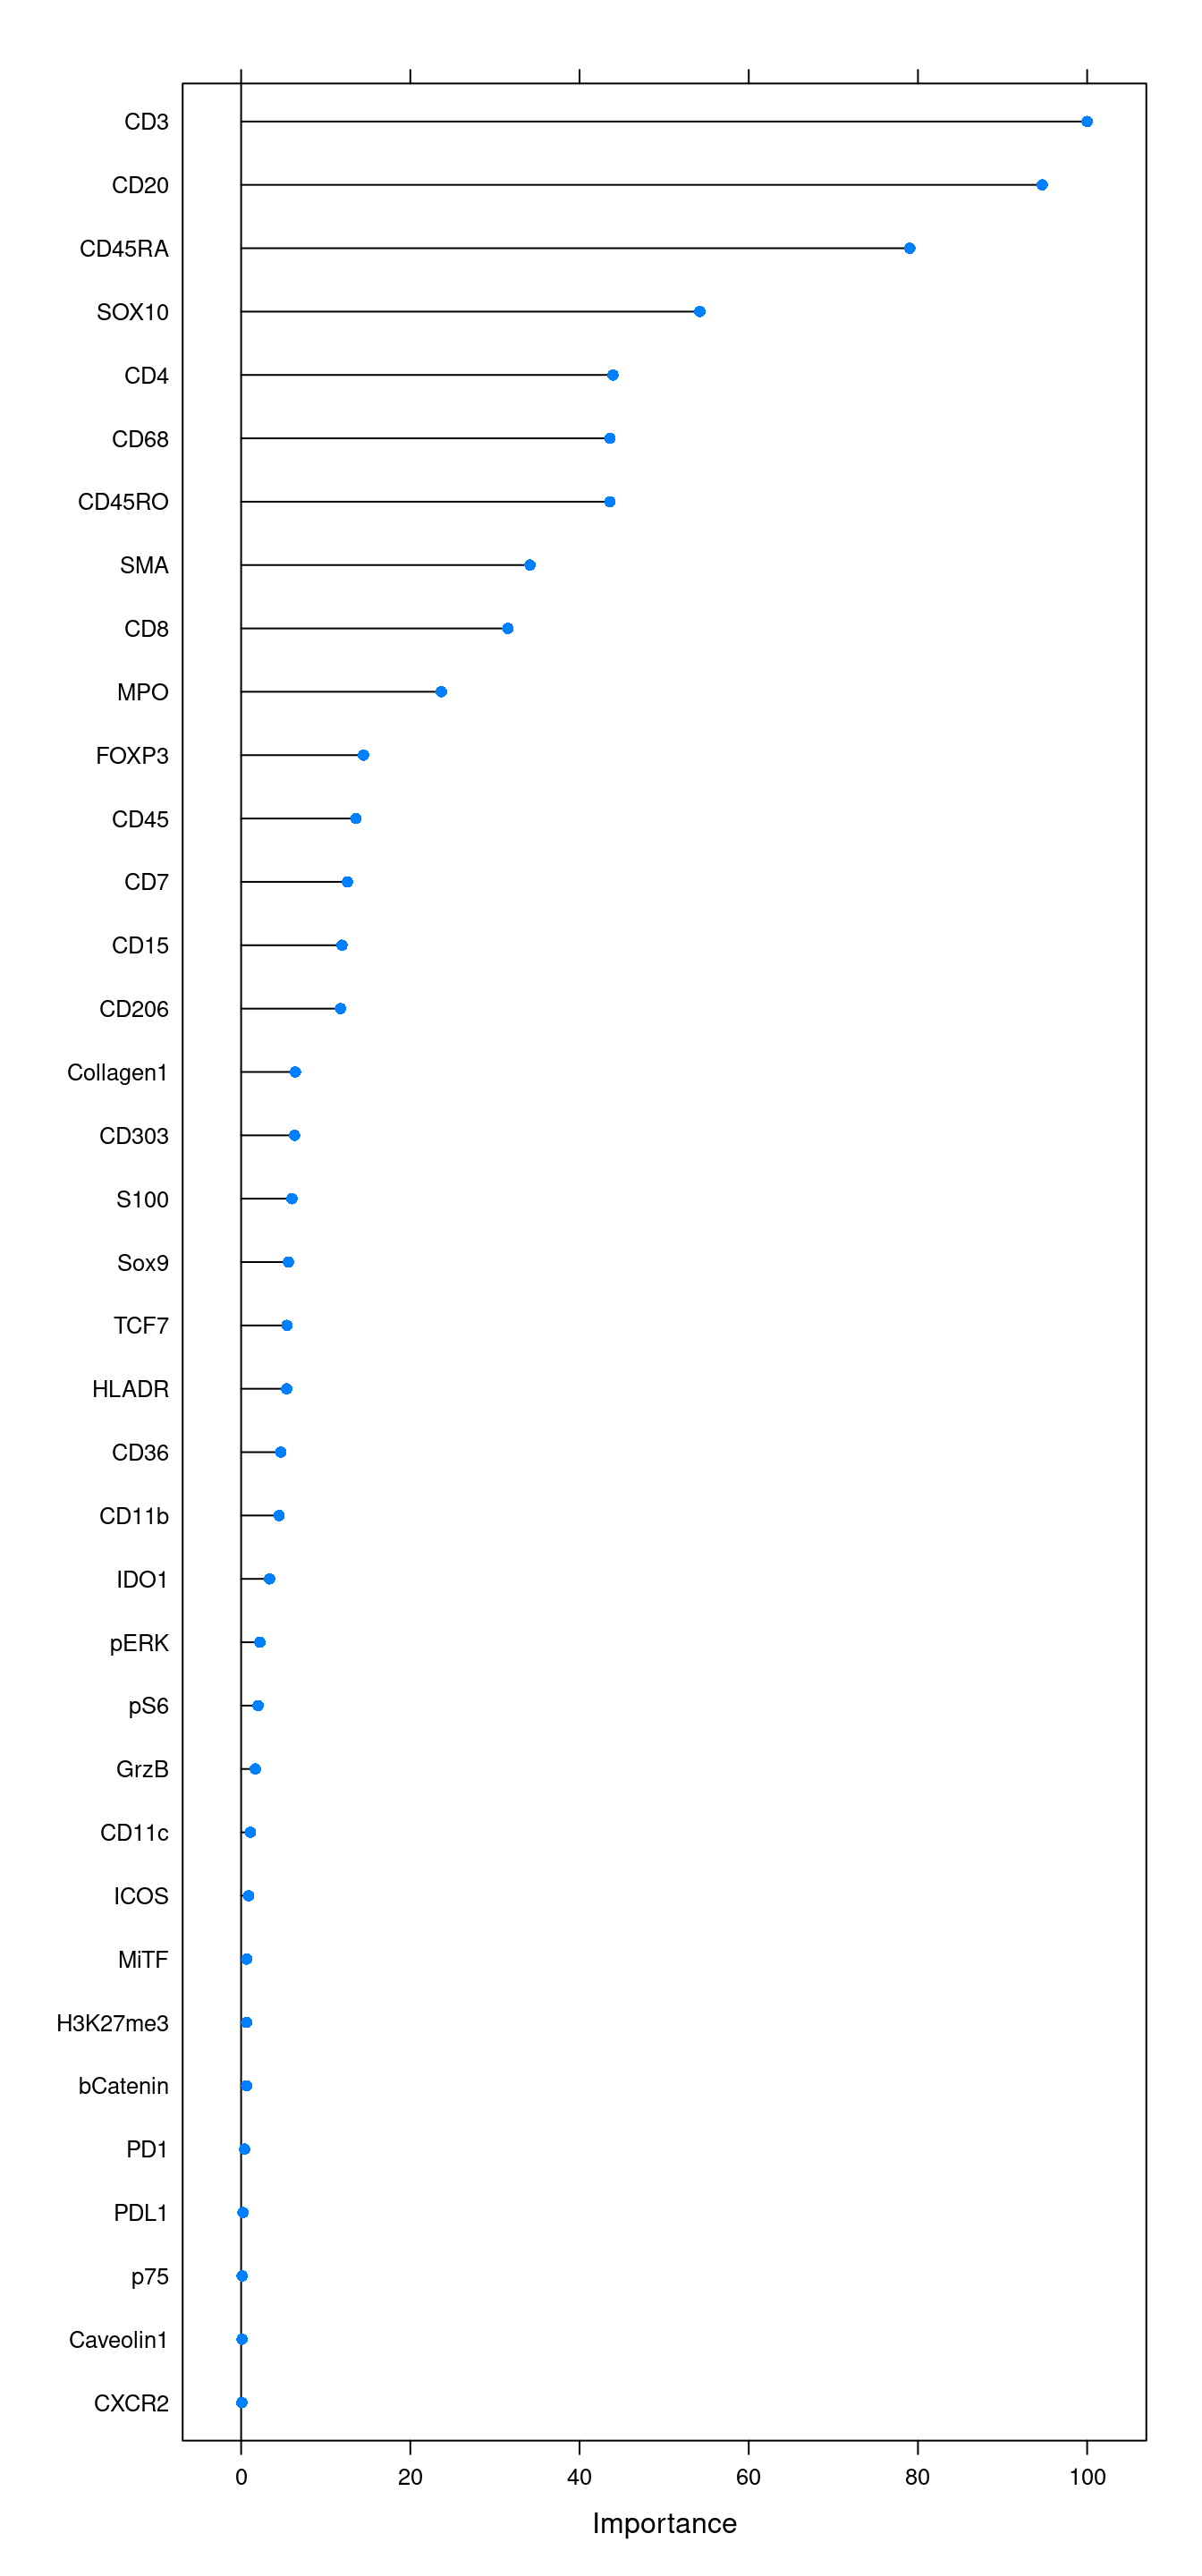 CD3
CD20
CD45RA
SOX10
CD4
CD68
CD45RO
SMA
CD8
MPO
FOXP3
CD45
CD7
CD15
CD206
Collagen1
CD303
S100
Sox9
TCF7
HLADR
CD36
CD11b
IDO1
pERK
pS6
GrzB
CD11c
ICOS
MiTF
H3K27me3
bCatenin
PD1
PDL1
p75
Caveolin1
CXCR2
0 20 40 60 80 100
Importance